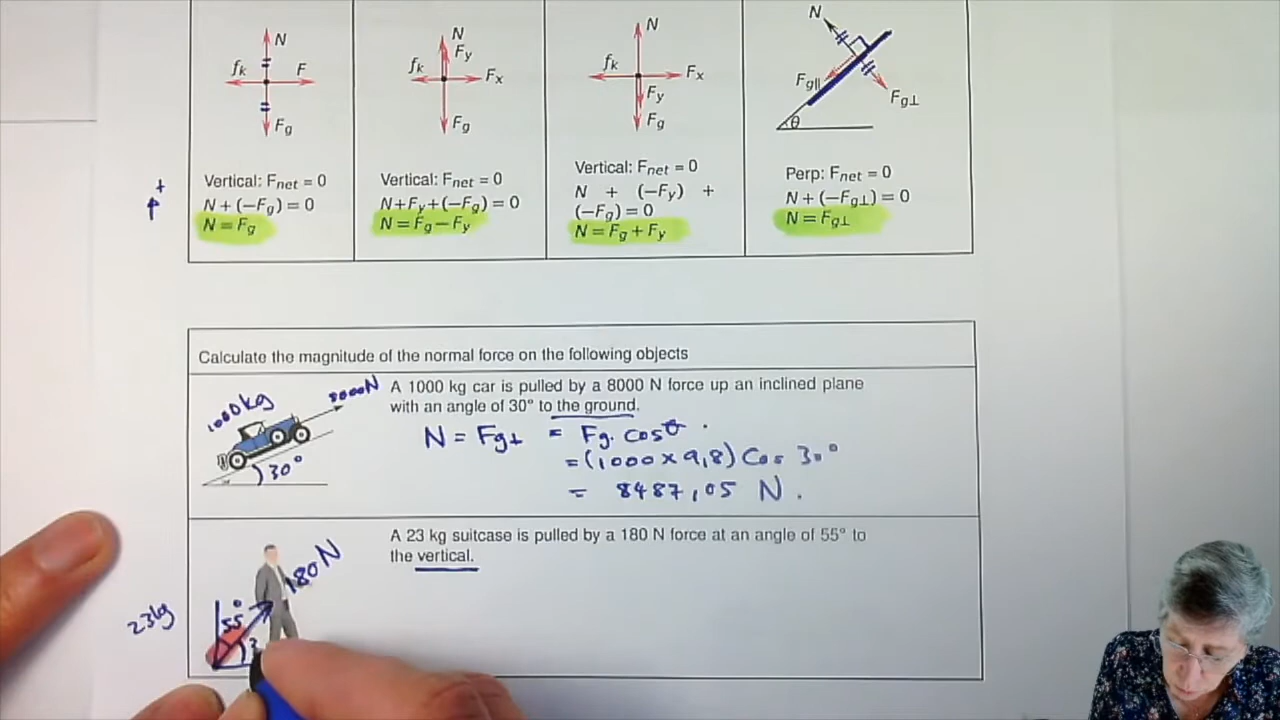 N
fk
F
Fg
Vertical: Fnet = 0
N + (-Fg) = 0
N = Fg
N
Fy
fk
Fx
Fg
Vertical: Fnet = 0
N+Fy+(-Fg) = 0
N = Fg - Fy
N
fk
Fx
Fy
Fg
Vertical: Fnet = 0
N + (-Fy) +
(-Fg) = 0
N = Fg + Fy
N
Fg||
Fg⊥
θ
Perp: Fnet = 0
N + (-Fg⊥) = 0
N = Fg⊥
+
Calculate the magnitude of the normal force on the following objects
1000kg
8000N
30°
A 1000 kg car is pulled by a 8000 N force up an inclined plane
with an angle of 30° to the ground.
N = Fg⊥ = Fg. cosθ.
= (1000 x 9,8) Cos 30°
= 8487,05 N.
A 23 kg suitcase is pulled by a 180 N force at an angle of 55° to
the vertical.
180N
55°
23kg
3